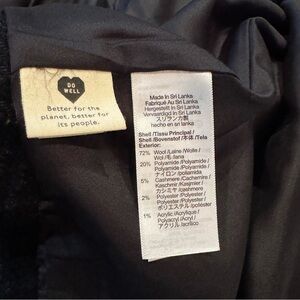 DO
WELL
Better for the
planet, better for
its people.
Made in Sri Lanka
Fabriqué Au Sri Lanka
Hergestellt in Sri Lanka
Vervaardigd in Sri Lanka
スリランカ製
hecho en sri lanka
Shell /Tissu Principal /
Shell /Bovenstof /本体 /Tela
Exterior:
72% Wool /Laine /Wolle /
Wol /毛 /lana
20% Polyamide /Polyamide /
Polyamid /Polyamide /
ナイロン /poliamida
5% Cashmere /Cachemire /
Kaschmir /Kasjmier /
カシミヤ /cashmere
2% Polyester /Polyester /
Polyester /Polyester /
ポリエステル /poliéster
1% Acrylic /Acrylique /
Polyacryl /Acryl /
アクリル /acrílico